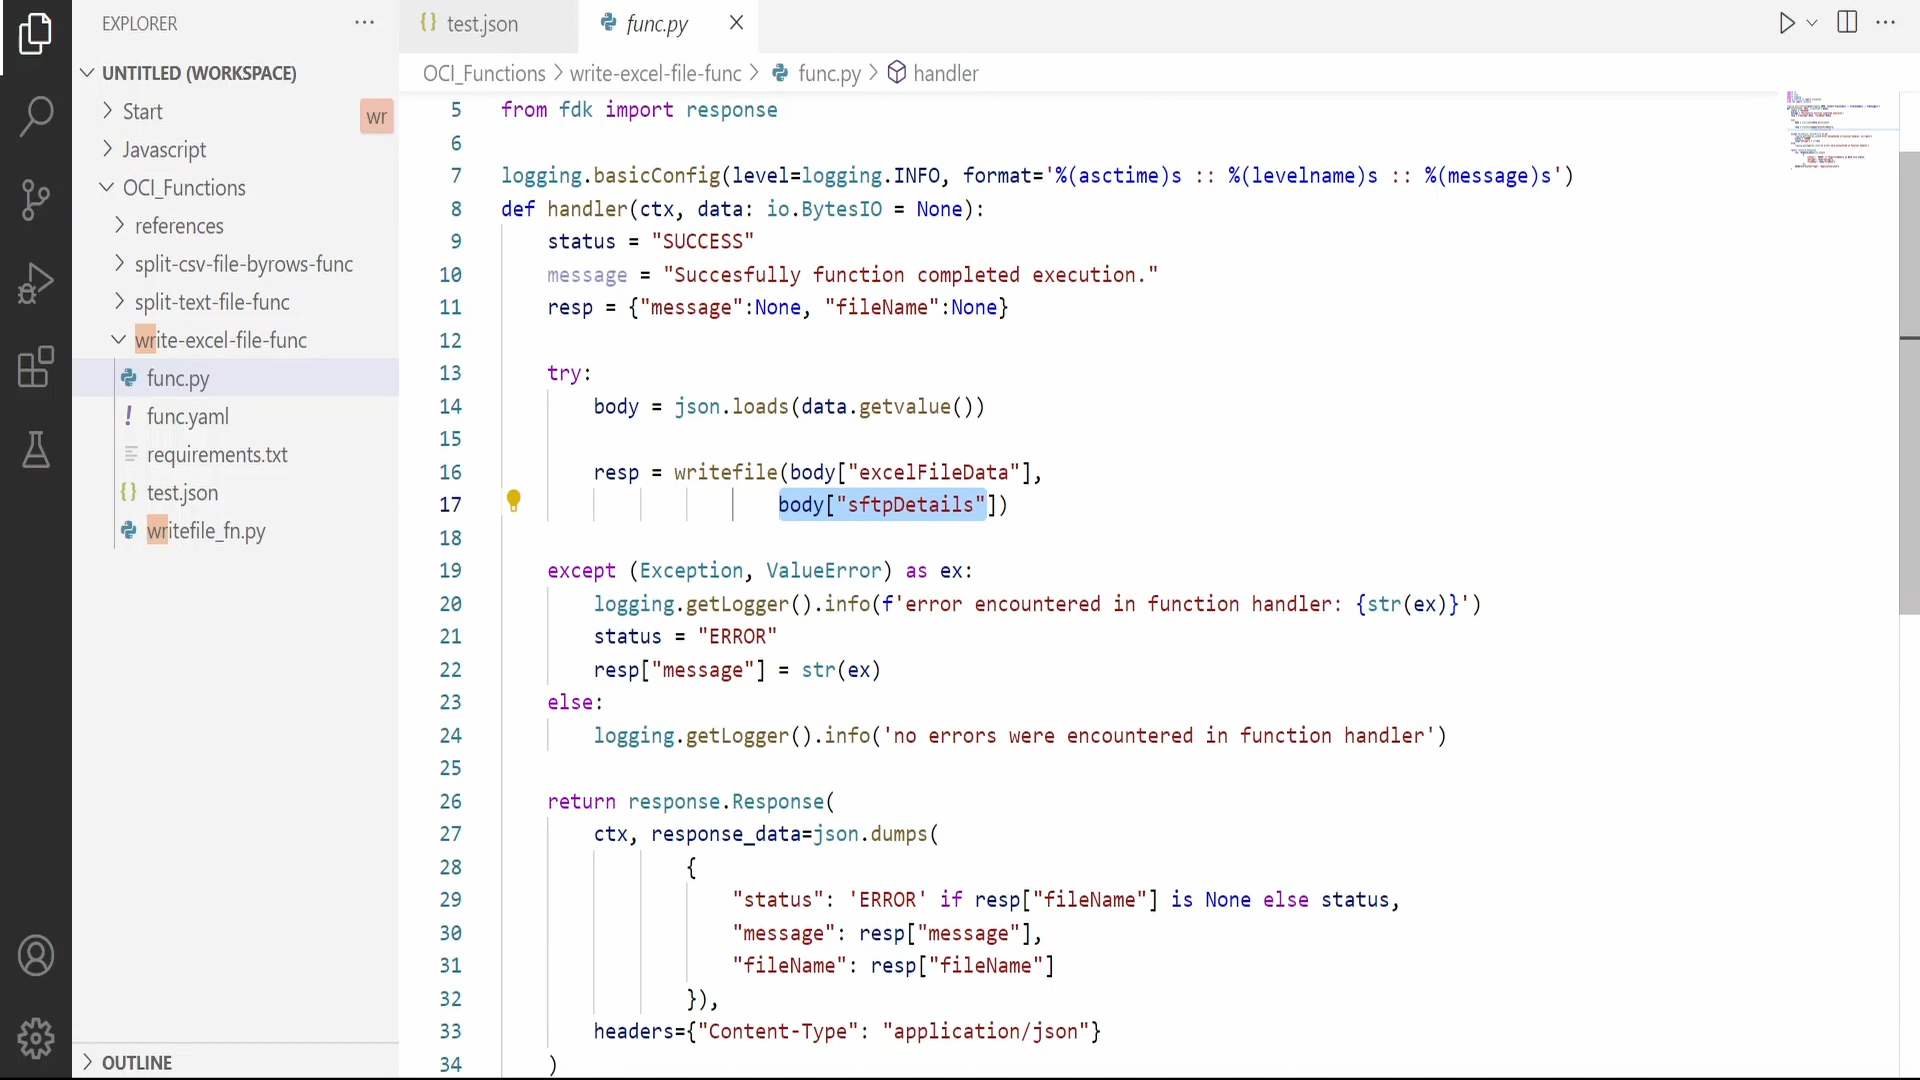 EXPLORER
UNTITLED (WORKSPACE)
Start
wr
Javascript
OCI_Functions
references
split-csv-file-byrows-func
split-text-file-func
write-excel-file-func
func.py
func.yaml
requirements.txt
test.json
writefile_fn.py
OUTLINE
test.json
func.py
OCI_Functions > write-excel-file-func > func.py > handler
5 from fdk import response
6
7 logging.basicConfig(level=logging.INFO, format='%(asctime)s :: %(levelname)s :: %(message)s')
8 def handler(ctx, data: io.BytesIO = None):
9 status = "SUCCESS"
10 message = "Succesfully function completed execution."
11 resp = {"message":None, "fileName":None}
12
13 try:
14 body = json.loads(data.getvalue())
15
16 resp = writefile(body["excelFileData"],
17 body["sftpDetails"])
18
19 except (Exception, ValueError) as ex:
20 logging.getLogger().info(f'error encountered in function handler: {str(ex)}')
21 status = "ERROR"
22 resp["message"] = str(ex)
23 else:
24 logging.getLogger().info('no errors were encountered in function handler')
25
26 return response.Response(
27 ctx, response_data=json.dumps(
28 {
29 "status": 'ERROR' if resp["fileName"] is None else status,
30 "message": resp["message"],
31 "fileName": resp["fileName"]
32 }),
33 headers={"Content-Type": "application/json"}
34 )